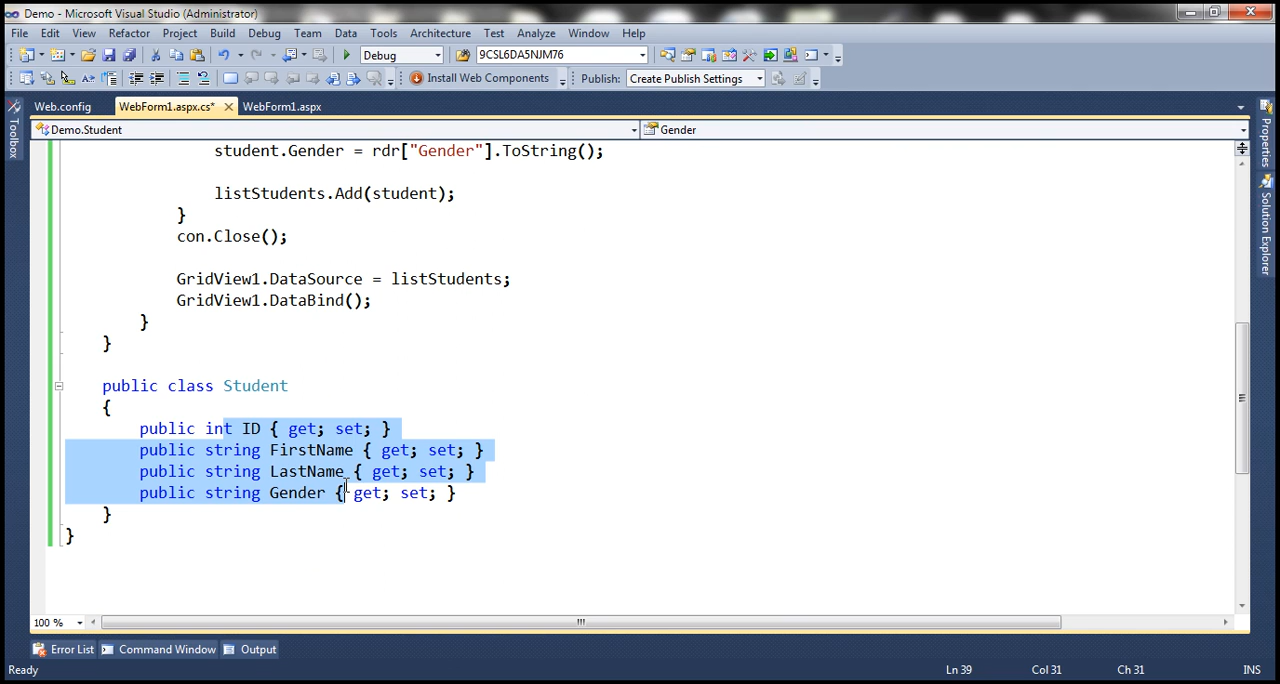 Demo - Microsoft Visual Studio (Administrator)
File Edit View Refactor Project Build Debug Team Data Tools Architecture Test Analyze Window Help
Debug 9CSL6DA5NJM76
Install Web Components Publish: Create Publish Settings
Web.config WebForm1.aspx.cs* WebForm1.aspx
Toolbox
Properties
Solution Explorer
Demo.Student Gender
student.Gender = rdr["Gender"].ToString();
listStudents.Add(student);
}
con.Close();
GridView1.DataSource = listStudents;
GridView1.DataBind();
}
}
public class Student
{
public int ID { get; set; }
public string FirstName { get; set; }
public string LastName { get; set; }
public string Gender { get; set; }
}
}
100 %
Error List Command Window Output
Ready Ln 39 Col 31 Ch 31 INS